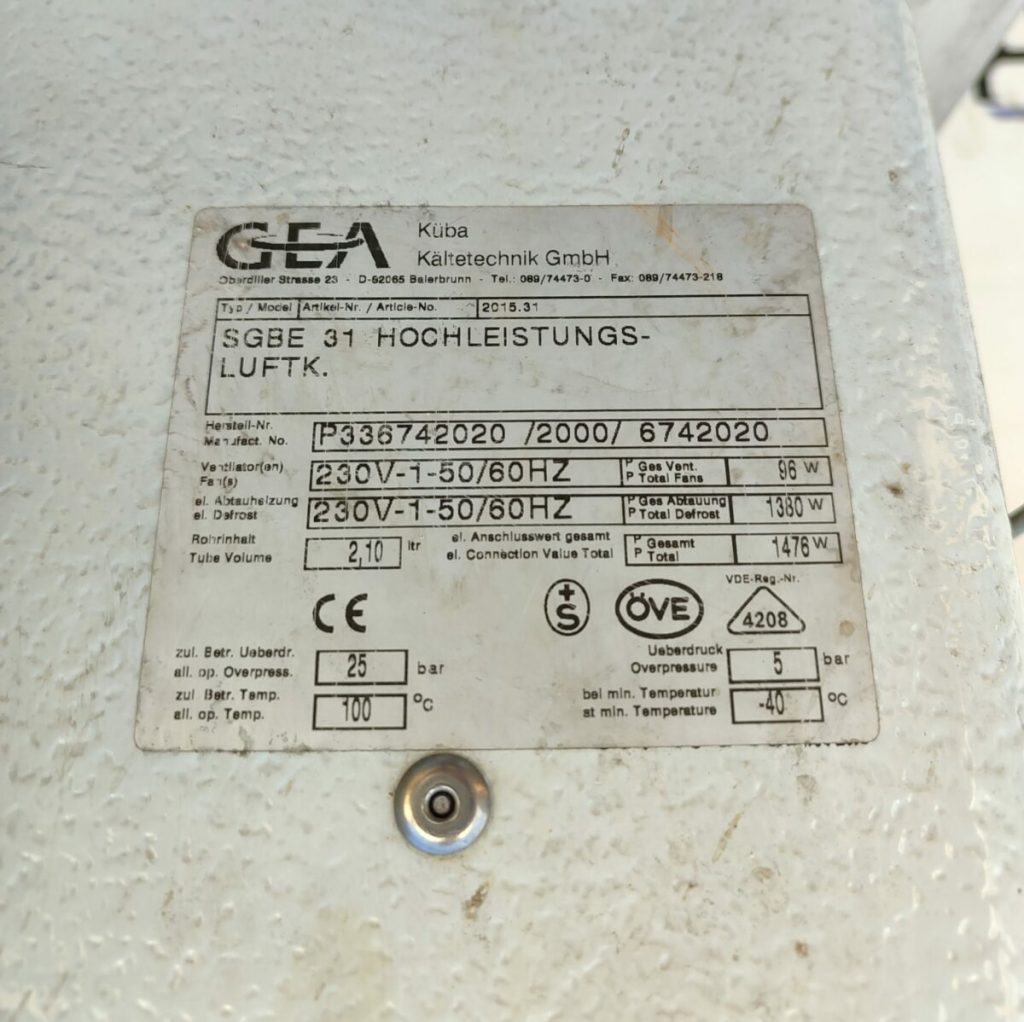 GEA Küba
Kältetechnik GmbH
Oberdiller Strasse 23 - D-82065 Baierbrunn - Tel.: 089/74473-0 - Fax: 089/74473-218
Typ / Model Artikel-Nr. / Article-No. 2015.31
SGBE 31 HOCHLEISTUNGS-
LUFTK.
Herstell-Nr.
Manufact. No. P336742020 /2000/ 6742020
Ventilator(en)
Fan(s) 230V-1-50/60HZ P Ges Vent.
P Total Fans 96 W
el. Abtauheizung
el. Defrost 230V-1-50/60HZ P Ges Abtauung
P Total Defrost 1380 W
Rohrinhalt
Tube Volume 2,10 ltr
el. Anschlusswert gesamt
el. Connection Value Total P Gesamt
P Total 1476 W
CE +S ÖVE
VDE-Reg.-Nr.
4208
zul. Betr. Ueberdr.
all. op. Overpress. 25 bar
Ueberdruck
Overpressure 5 bar
zul Betr. Temp.
all. op. Temp. 100 °C
bei min. Temperatur
at min. Temperature -40 °C